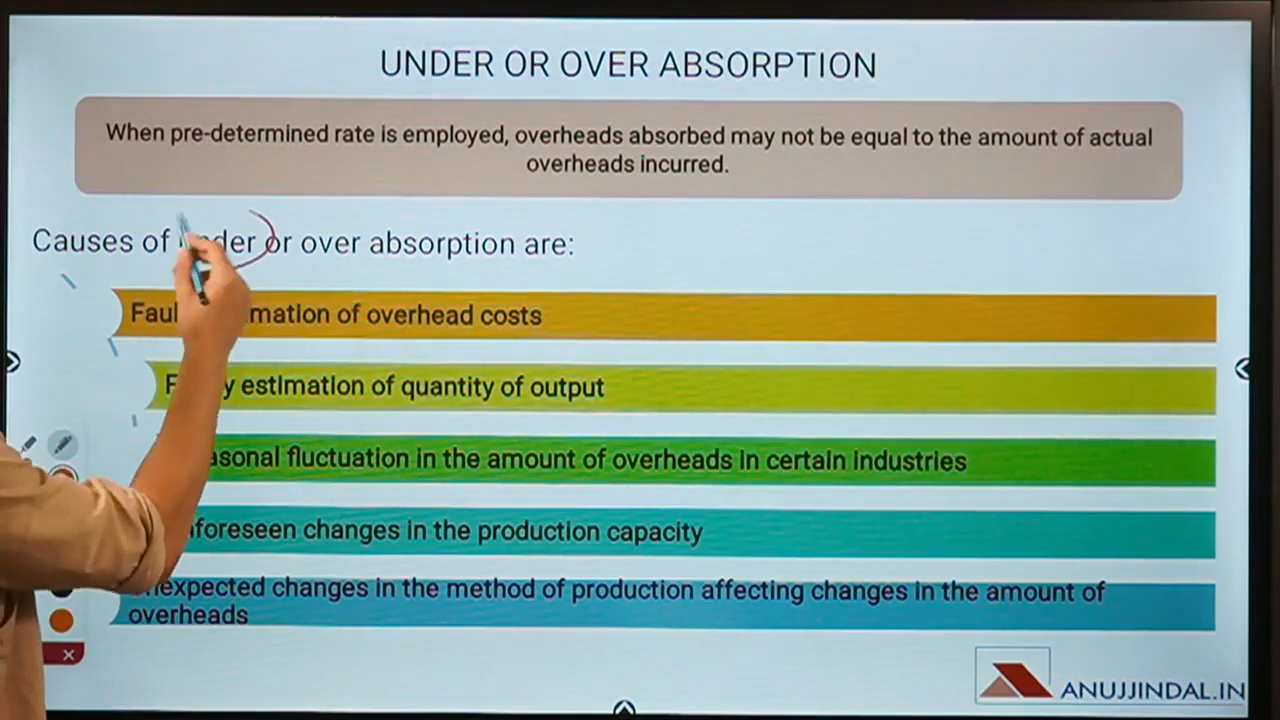 UNDER OR OVER ABSORPTION
When pre-determined rate is employed, overheads absorbed may not be equal to the amount of actual
overheads incurred.
Causes of under or over absorption are:
estimation of overhead costs
estimation of quantity of output
fluctuation in the amount of overheads in certain industries
changes in the production capacity
changes in the method of production affecting changes in the amount of
overheads
ANUJJINDAL.IN